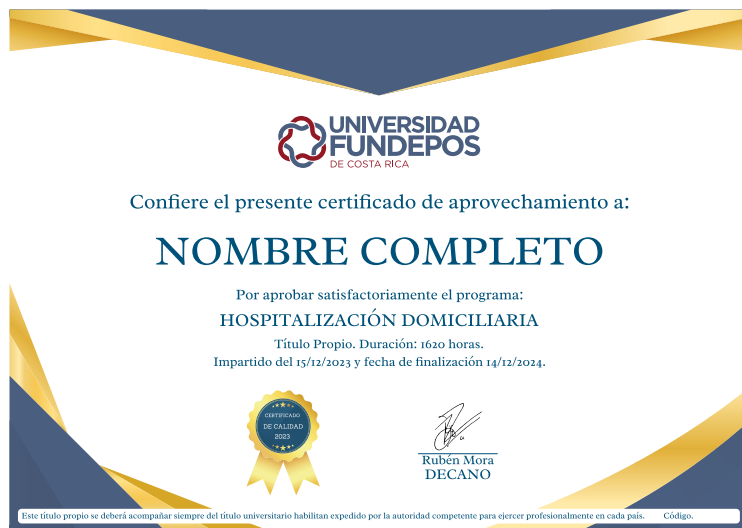 UNIVERSIDAD
FUNDEPOS
DE COSTA RICA
Confiere el presente certificado de aprovechamiento a:
NOMBRE COMPLETO
Por aprobar satisfactoriamente el programa:
HOSPITALIZACIÓN DOMICILIARIA
Título Propio. Duración: 1620 horas.
Impartido del 15/12/2023 y fecha de finalización 14/12/2024.
CERTIFICADO
DE CALIDAD
2023
Rubén Mora
DECANO
Este título propio se deberá acompañar siempre del título universitario habilitan expedido por la autoridad competente para ejercer profesionalmente en cada país. Código.